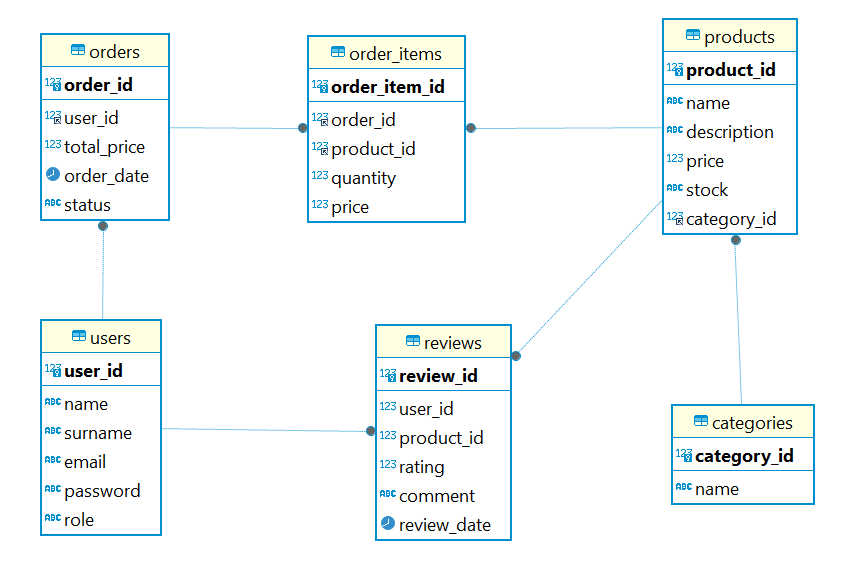 orders
123 order_id
123 user_id
123 total_price
order_date
ABC status
order_items
123 order_item_id
123 order_id
123 product_id
123 quantity
123 price
products
123 product_id
ABC name
ABC description
123 price
ABC stock
123 category_id
users
123 user_id
ABC name
ABC surname
ABC email
ABC password
ABC role
reviews
123 review_id
123 user_id
123 product_id
123 rating
ABC comment
review_date
categories
123 category_id
ABC name